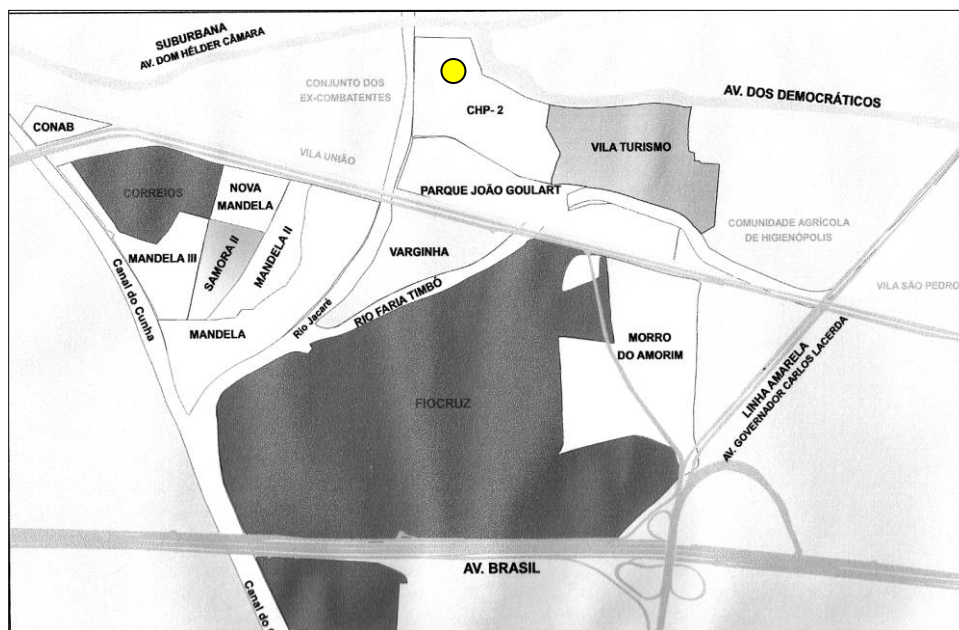 SUBURBANA
AV. DOM HÉLDER CÂMARA
CONJUNTO DOS
EX-COMBATENTES
CHP- 2
AV. DOS DEMOCRÁTICOS
CONAB
VILA TURISMO
VILA UNIÃO
CORREIOS
NOVA
MANDELA
PARQUE JOÃO GOULART
COMUNIDADE AGRÍCOLA
DE HIGIENÓPOLIS
MANDELA III
SAMORA II
MANDELA II
VARGINHA
VILA SÃO PEDRO
Canal do Cunha
Rio Jacaré
RIO FARIA TIMBÓ
MANDELA
MORRO
DO AMORIM
LINHA AMARELA
AV. GOVERNADOR CARLOS LACERDA
FIOCRUZ
AV. BRASIL
Canal do